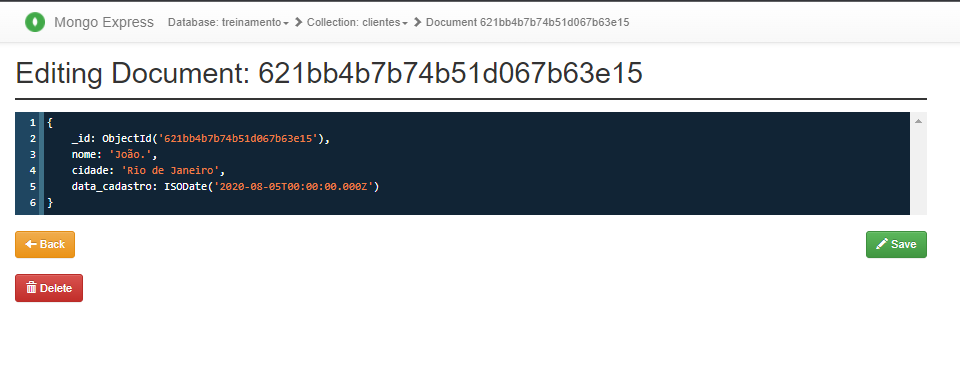 Mongo Express Database: treinamento Collection: clientes Document 621bb4b7b74b51d067b63e15
Editing Document: 621bb4b7b74b51d067b63e15
1 {
2 _id: ObjectId('621bb4b7b74b51d067b63e15'),
3 nome: 'João.',
4 cidade: 'Rio de Janeiro',
5 data_cadastro: ISODate('2020-08-05T00:00:00.000Z')
6 }
Back Save
Delete